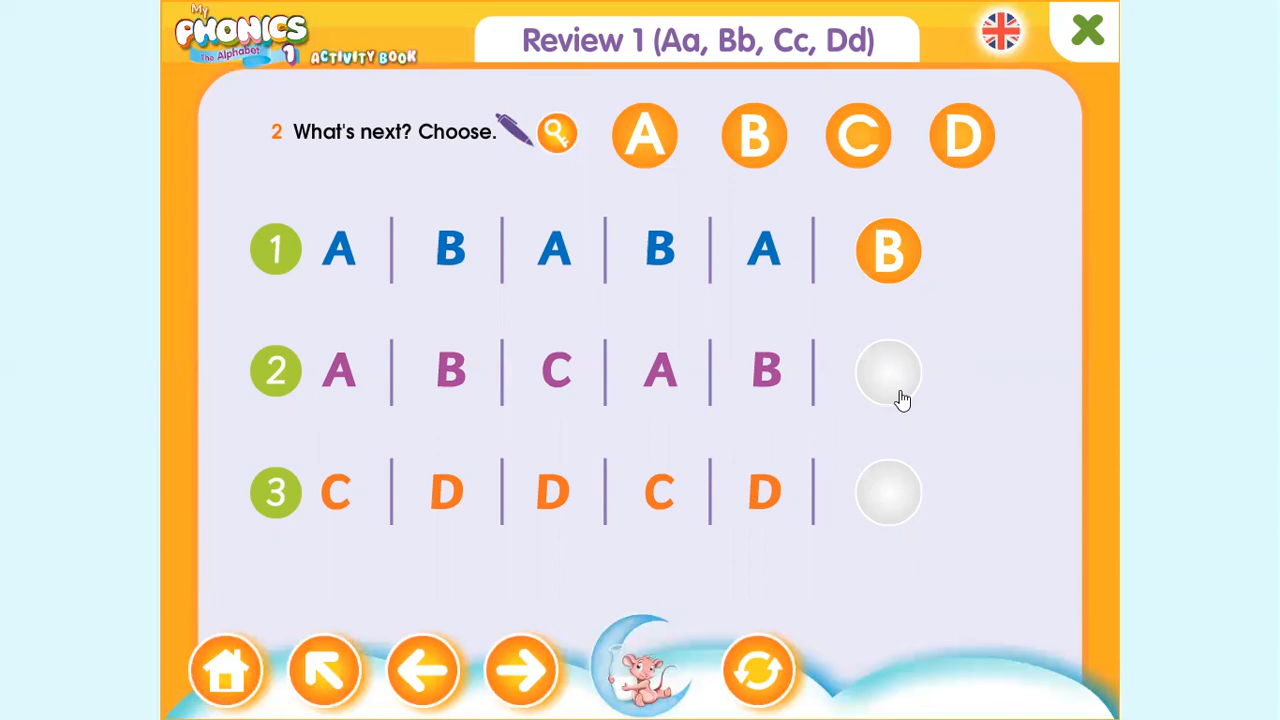 My
PHONICS
The Alphabet 1 ACTIVITY BOOK
Review 1 (Aa, Bb, Cc, Dd)
2 What's next? Choose.
A B C D
1 A B A B A B
2 A B C A B
3 C D D C D